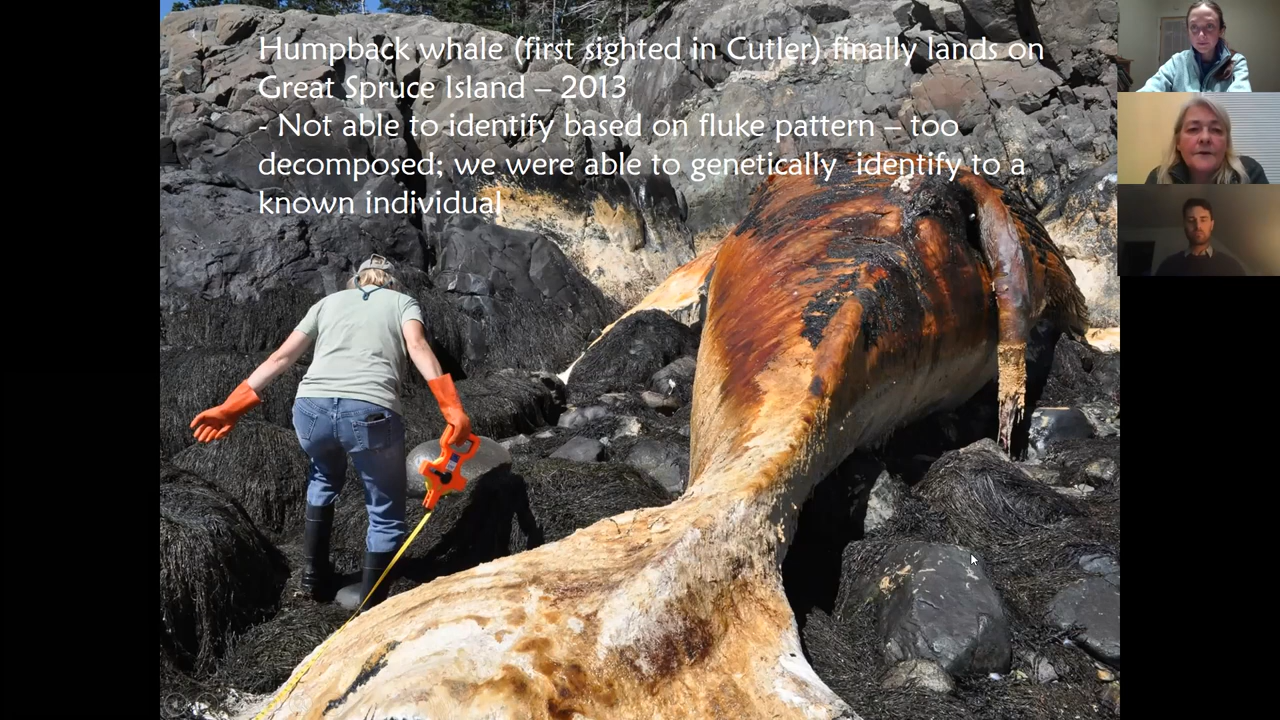 Humpback whale (first sighted in Cutler) finally lands on
Great Spruce Island – 2013
- Not able to identify based on fluke pattern – too
decomposed; we were able to genetically  identify to a
known individual